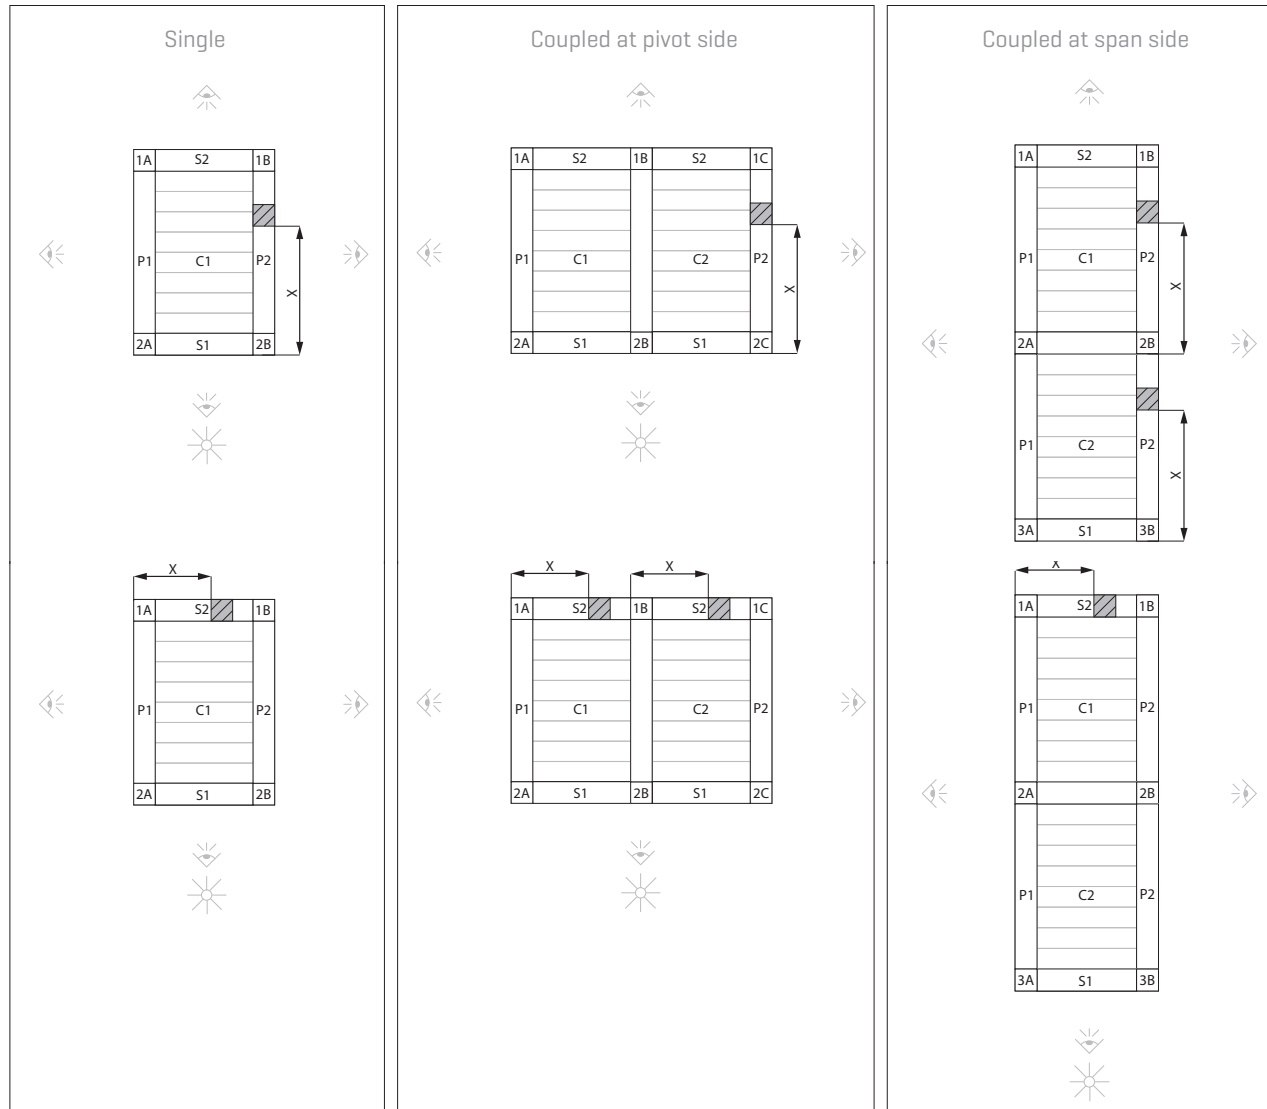 Single
1A S2 1B
P1 C1 P2
X
2A S1 2B
X
1A S2 1B
P1 C1 P2
2A S1 2B
Coupled at pivot side
1A S2 1B S2 1C
P1 C1 C2 P2
X
2A S1 2B S1 2C
X X
1A S2 1B S2 1C
P1 C1 C2 P2
2A S1 2B S1 2C
Coupled at span side
1A S2 1B
P1 C1 P2
X
2A 2B
P1 C2 P2
X
3A S1 3B
X
1A S2 1B
P1 C1 P2
2A 2B
P1 C2 P2
3A S1 3B